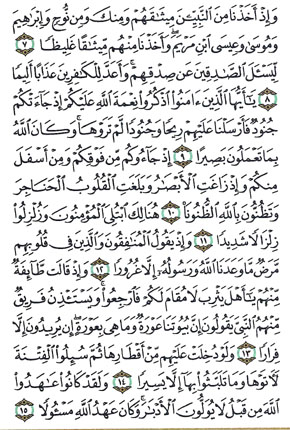 وَإِذْ أَخَذْنَا مِنَ ٱلنَّبِيِّـۧنَ مِيثَـٰقَهُمْ وَمِنكَ وَمِن نُّوحٍ وَإِبْرَٰهِيمَ
وَمُوسَىٰ وَعِيسَى ٱبْنِ مَرْيَمَ ۖ وَأَخَذْنَا مِنْهُم مِّيثَـٰقًا غَلِيظًا
٧ لِّيَسْـَٔلَ ٱلصَّـٰدِقِينَ عَن صِدْقِهِمْ ۚ وَأَعَدَّ لِلْكَـٰفِرِينَ عَذَابًا أَلِيمًا
٨ يَـٰٓأَيُّهَا ٱلَّذِينَ ءَامَنُوا۟ ٱذْكُرُوا۟ نِعْمَةَ ٱللَّهِ عَلَيْكُمْ إِذْ جَآءَتْكُمْ
جُنُودٌ فَأَرْسَلْنَا عَلَيْهِمْ رِيحًا وَجُنُودًا لَّمْ تَرَوْهَا ۚ وَكَانَ ٱللَّهُ
بِمَا تَعْمَلُونَ بَصِيرًا ٩ إِذْ جَآءُوكُم مِّن فَوْقِكُمْ وَمِنْ أَسْفَلَ
مِنكُمْ وَإِذْ زَاغَتِ ٱلْأَبْصَـٰرُ وَبَلَغَتِ ٱلْقُلُوبُ ٱلْحَنَاجِرَ
وَتَظُنُّونَ بِٱللَّهِ ٱلظُّنُونَا۠ ١٠ هُنَالِكَ ٱبْتُلِىَ ٱلْمُؤْمِنُونَ وَزُلْزِلُوا۟
زِلْزَالًا شَدِيدًا ١١ وَإِذْ يَقُولُ ٱلْمُنَـٰفِقُونَ وَٱلَّذِينَ فِى قُلُوبِهِم
مَّرَضٌ مَّا وَعَدَنَا ٱللَّهُ وَرَسُولُهُۥٓ إِلَّا غُرُورًا ١٢ وَإِذْ قَالَت طَّآئِفَةٌ
مِّنْهُمْ يَـٰٓأَهْلَ يَثْرِبَ لَا مُقَامَ لَكُمْ فَٱرْجِعُوا۟ ۚ وَيَسْتَـْٔذِنُ فَرِيقٌ
مِّنْهُمُ ٱلنَّبِىَّ يَقُولُونَ إِنَّ بُيُوتَنَا عَوْرَةٌ وَمَا هِىَ بِعَوْرَةٍ ۖ إِن يُرِيدُونَ إِلَّا
فِرَارًا ١٣ وَلَوْ دُخِلَتْ عَلَيْهِم مِّنْ أَقْطَارِهَا ثُمَّ سُئِلُوا۟ ٱلْفِتْنَةَ
لَـَٔاتَوْهَا وَمَا تَلَبَّثُوا۟ بِهَآ إِلَّا يَسِيرًا ١٤ وَلَقَدْ كَانُوا۟ عَـٰهَدُوا۟
ٱللَّهَ مِن قَبْلُ لَا يُوَلُّونَ ٱلْأَدْبَـٰرَ ۚ وَكَانَ عَهْدُ ٱللَّهِ مَسْـُٔولًا ١٥